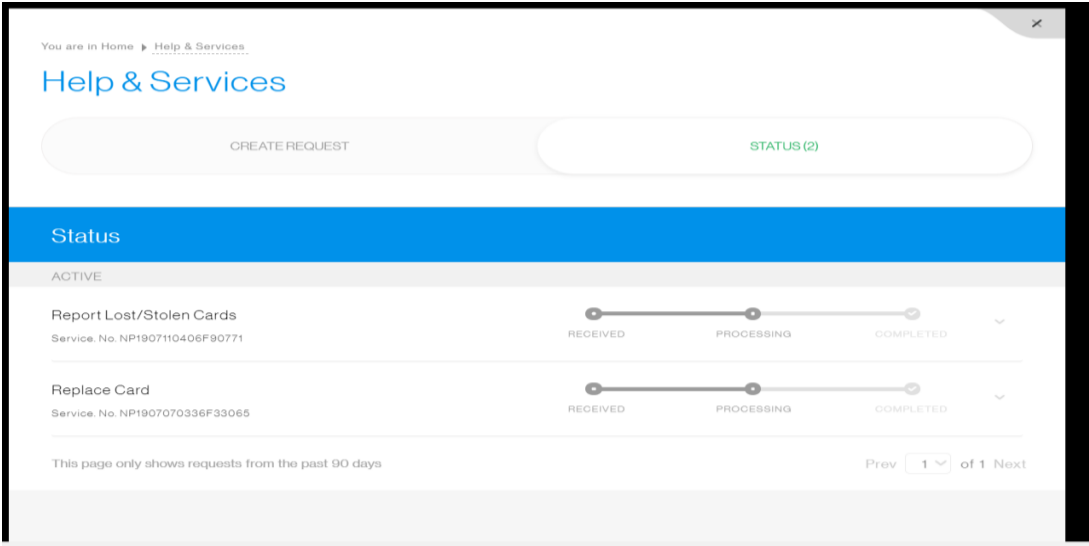 You are in Home Help & Services
Help & Services
CREATE REQUEST
STATUS (2)
Status
ACTIVE
Report Lost/Stolen Cards
Service. No. NP1907110406F90771
RECEIVED PROCESSING COMPLETED
Replace Card
Service. No. NP1907070336F33065
RECEIVED PROCESSING COMPLETED
This page only shows requests from the past 90 days
Prev 1 of 1 Next